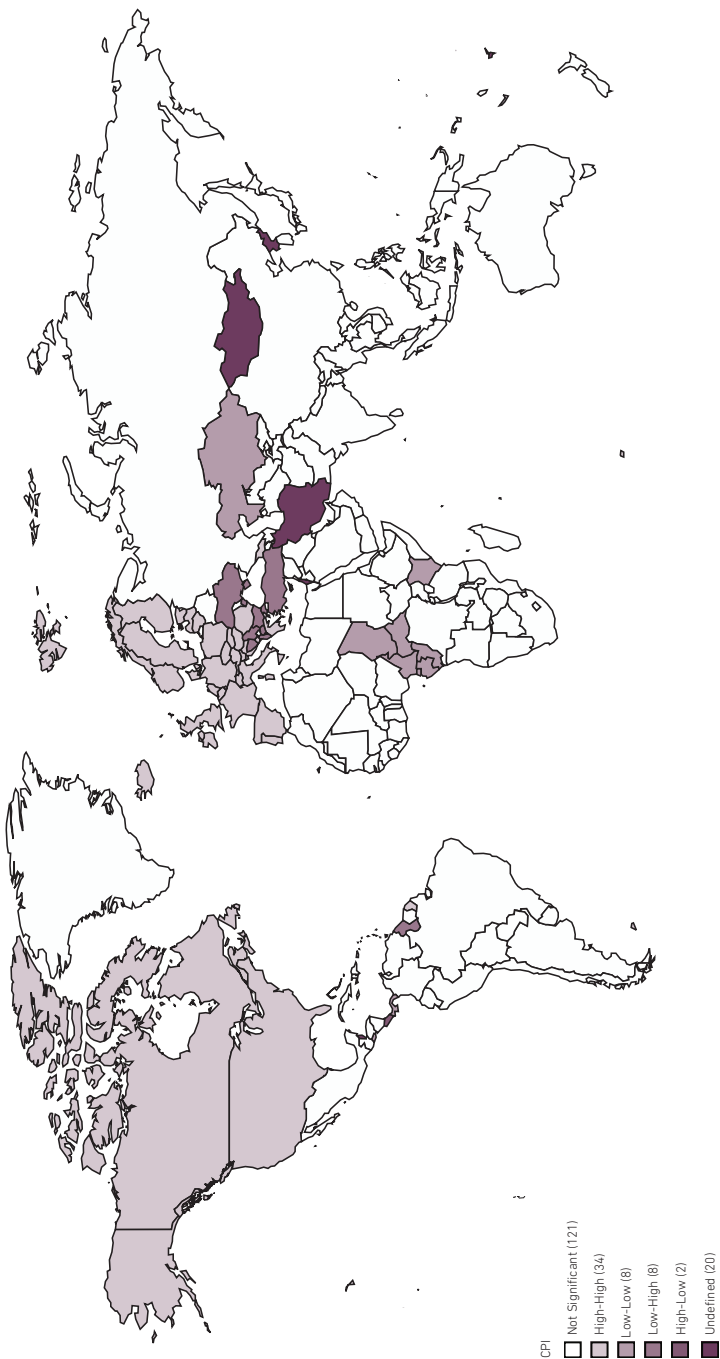 CPI
Not Significant (121)
High-High (34)
Low-Low (8)
Low-High (8)
High-Low (2)
Undefined (20)